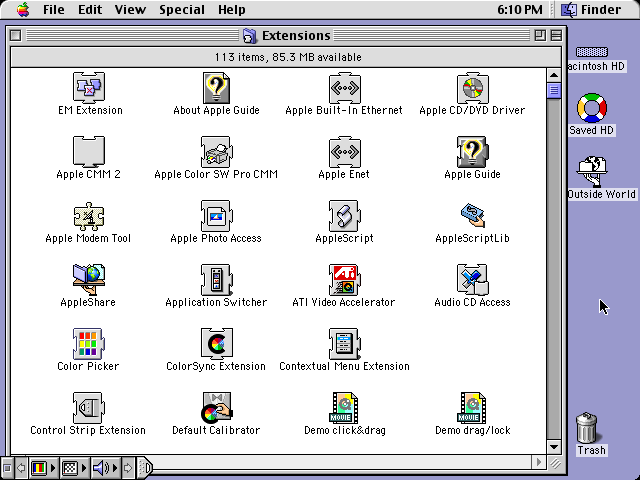 File Edit View Special Help 6:10 PM Finder
Extensions
113 items, 85.3 MB available
EM Extension About Apple Guide Apple Built-In Ethernet Apple CD/DVD Driver
Apple CMM 2 Apple Color SW Pro CMM Apple Enet Apple Guide
Apple Modem Tool Apple Photo Access AppleScript AppleScriptLib
AppleShare Application Switcher ATI Video Accelerator Audio CD Access
Color Picker ColorSync Extension Contextual Menu Extension
Control Strip Extension Default Calibrator Demo click&drag Demo drag/lock
acintosh HD
Saved HD
Outside World
Trash
ATI
MOVIE
MOVIE